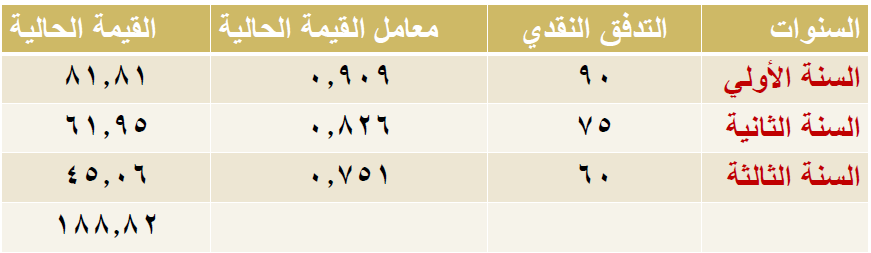 السنوات التدفق النقدي معامل القيمة الحالية القيمة الحالية
السنة الأولي ٩٠ ٠,٩٠٩ ٨١,٨١
السنة الثانية ٧٥ ٠,٨٢٦ ٦١,٩٥
السنة الثالثة ٦٠ ٠,٧٥١ ٤٥,٠٦
١٨٨,٨٢